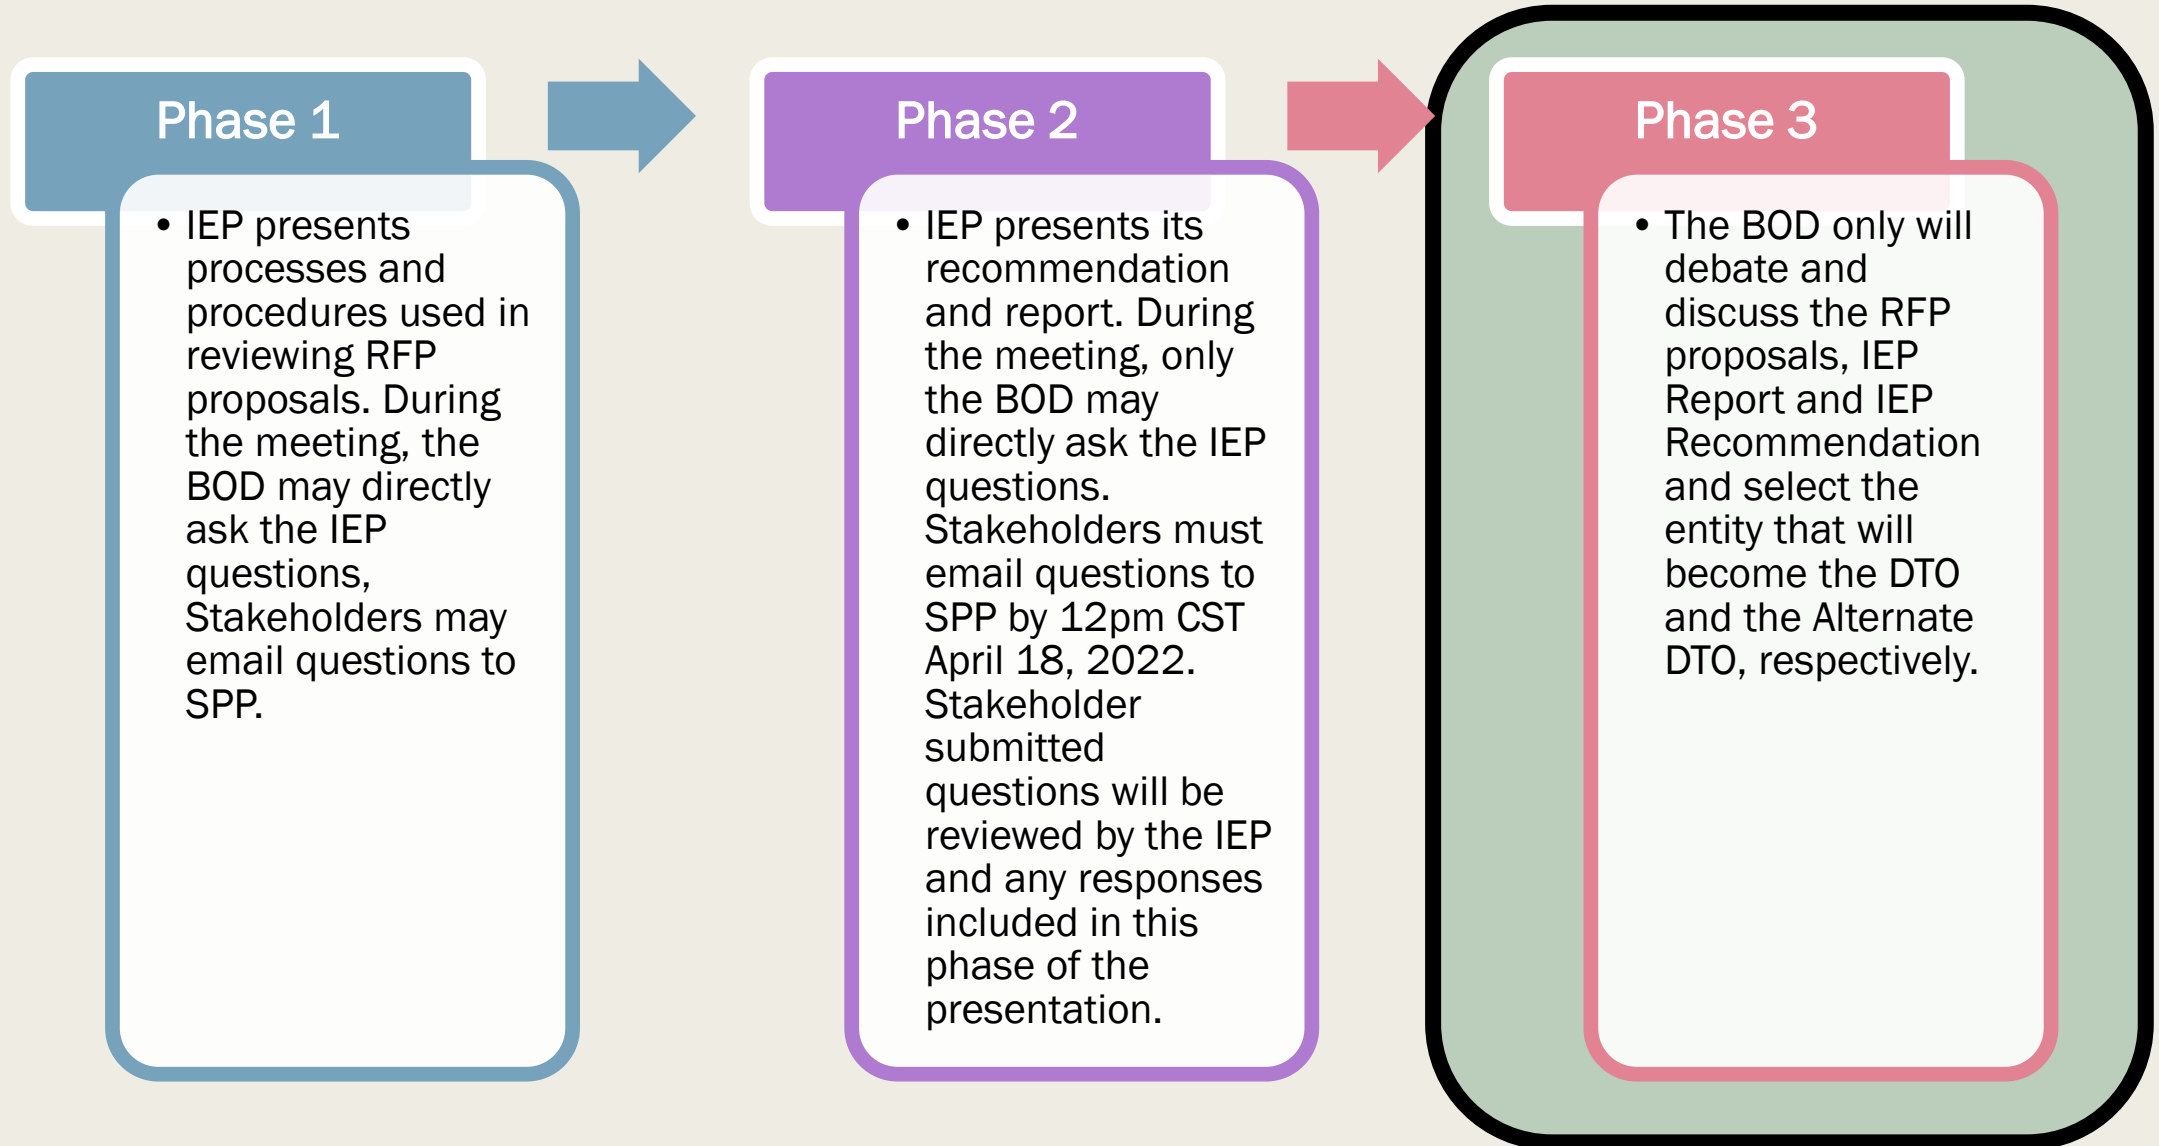 Phase 1
• IEP presents
processes and
procedures used in
reviewing RFP
proposals. During
the meeting, the
BOD may directly
ask the IEP
questions,
Stakeholders may
email questions to
SPP.
Phase 2
• IEP presents its
recommendation
and report. During
the meeting, only
the BOD may
directly ask the IEP
questions.
Stakeholders must
email questions to
SPP by 12pm CST
April 18, 2022.
Stakeholder
submitted
questions will be
reviewed by the IEP
and any responses
included in this
phase of the
presentation.
Phase 3
• The BOD only will
debate and
discuss the RFP
proposals, IEP
Report and IEP
Recommendation
and select the
entity that will
become the DTO
and the Alternate
DTO, respectively.